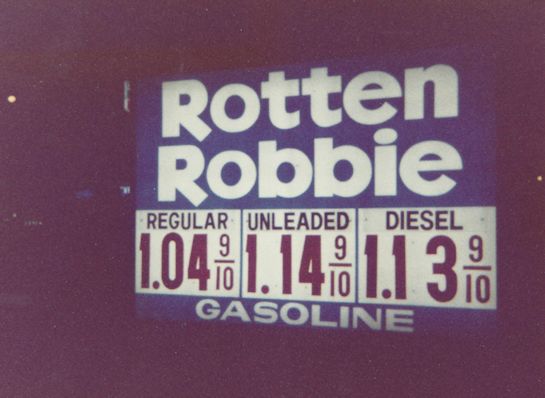 Rotten
Robbie
REGULAR UNLEADED DIESEL
1.04 9/10 1.14 9/10 1.13 9/10
GASOLINE